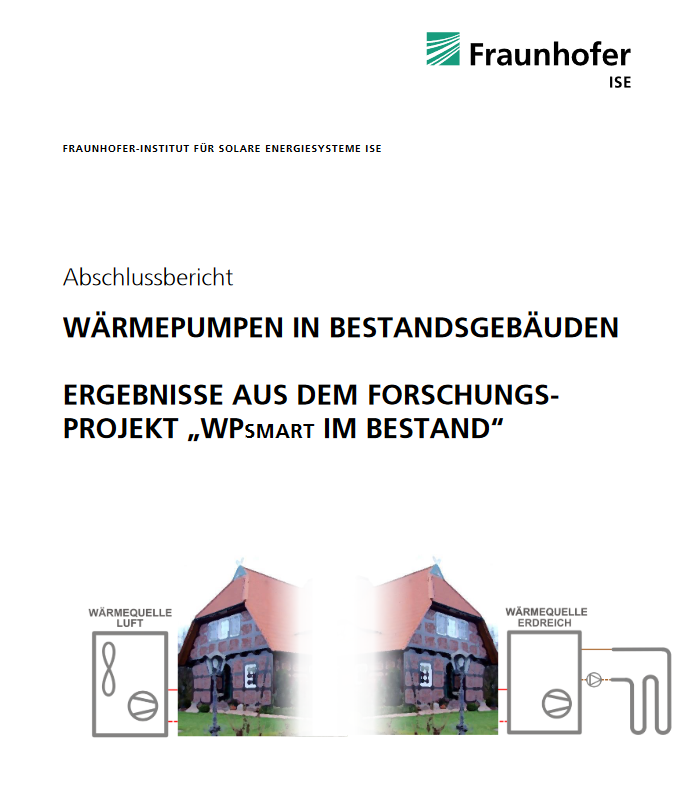 Fraunhofer
ISE
FRAUNHOFER-INSTITUT FÜR SOLARE ENERGIESYSTEME ISE
Abschlussbericht
WÄRMEPUMPEN IN BESTANDSGEBÄUDEN
ERGEBNISSE AUS DEM FORSCHUNGS-
PROJEKT „WPSMART IM BESTAND“
WÄRMEQUELLE
LUFT
WÄRMEQUELLE
ERDREICH